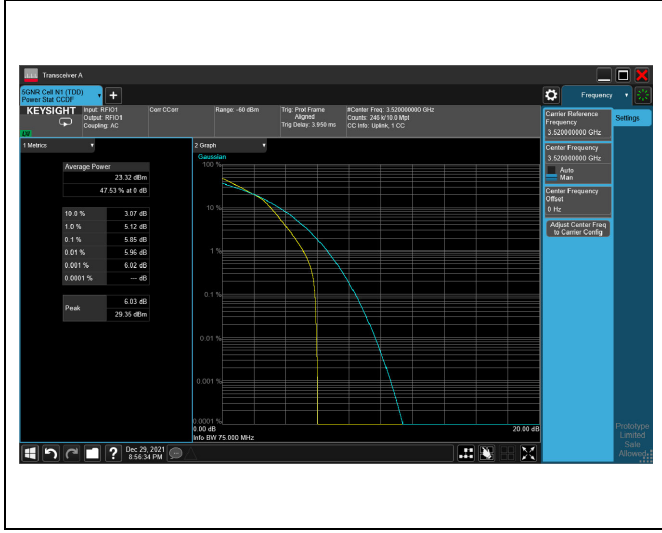 Transceiver A
5GNR Cell N1 (TDD)
Power Stat CCDF
Frequency
KEYSIGHT
Input: RFIO1
Output: RFIO1
Coupling: AC
Corr CCorr
Range: -60 dBm
Trig: Prot Frame
Aligned
Trig Delay: 3.950 ms
#Center Freq: 3.520000000 GHz
Counts: 245 k/10.0 Mpt
CC Info: Uplink, 1 CC
1 Metrics
Average Power
23.32 dBm
47.53 % at 0 dB
10.0 % 3.07 dB
1.0 % 5.12 dB
0.1 % 5.85 dB
0.01 % 5.96 dB
0.001 % 6.02 dB
0.0001 % --- dB
Peak
6.03 dB
29.35 dBm
2 Graph
Gaussian
100 %
10 %
1 %
0.1 %
0.01 %
0.001 %
0.0001 %
0.00 dB
20.00 dB
Info BW 75.000 MHz
Carrier Reference
Frequency
3.520000000 GHz
Center Frequency
3.520000000 GHz
Auto
Man
Center Frequency
Offset
0 Hz
Adjust Center Freq
to Carrier Config
Settings
Prototype
Limited
Sale
Allowed
Dec 29, 2021
8:56:34 PM